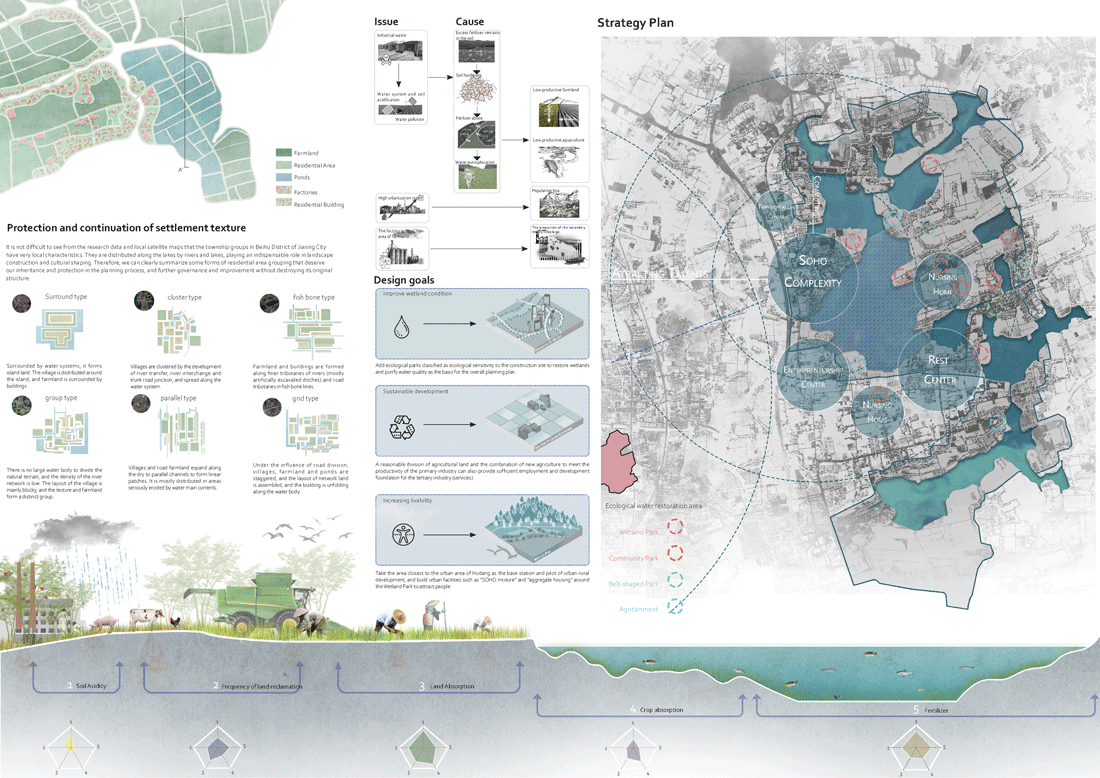 A
A'
Farmland
Residential Area
Ponds
Factories
Residential Building
Protection and continuation of settlement texture
It is not difficult to see from the research data and local satellite maps that the township groups in Beihu District of Jiaxing City
have very local characteristics. They are distributed along the lakes by rivers and lakes, playing an indispensable role in landscape
construction and cultural shaping. Therefore, we can clearly summarize some forms of residential area grouping that deserve
our inheritance and protection in the planning process, and further governance and improvement without destroying its original
structure.
Surround type
cluster type
fish bone type
Surrounded by water systems, it forms
island land. The village is distributed around
the island, and farmland is surrounded by
buildings.
Villages are clustered by the development
of river transfer, river interchange and
trunk road junction, and spread along the
water system.
Farmland and buildings are formed
along finer tributaries of rivers (mostly
artificially excavated ditches) and road
tributaries in fish bone lines.
group type
parallel type
grid type
There is no large water body to divide the
natural terrain, and the density of the river
network is low. The layout of the village is
mainly blocky, and the texture and farmland
form a distinct group.
Villages and road farmland expand along
the dry to parallel channels to form linear
patches. It is mostly distributed in areas
seriously eroded by water main currents.
Under the influence of road division,
villages, farmland and ponds are
staggered, and the layout of network land
is assembled, and the building is unfolding
along the water body.
Issue
Cause
Industrial waste
Water system and soil
acidification
Water pollution
High urbanization rate
Excess fertilizer remains
in the soil
Soil
Fertilizer abuse
Water eutrophication
Low productive farmland
Low productive aquaculture
Population loss
The proportion of the secondary
Design goals
Improve wetland condition
Add ecological parks classified as ecological sensitivity to the construction site to restore wetlands
and purify water quality as the basis for the overall planning plan
Sustainable development
A reasonable division of agricultural land and the combination of new agriculture to meet the
productivity of the primary industry can also provide sufficient employment and development
foundation for the tertiary industry (services).
Increasing livability
Take the area closest to the urban area of Hudang as the base station and pilot of urban-rural
development, and build urban facilities such as "SOHO mixture" and "aggregate housing" around
the Wetland Park to attract people.
Strategy Plan
Attracting Talents
Soho
Complexity
Nursing
Home
Enterpreneurship
Center
Rest
Center
Nursing
Home
Ecological water restoration area
Wetland Park
Community Park
Belt-shaped Park
Agritainment
1 Soil Acidity
2 Frequency of land reclamation
3 Land Absorption
4 Crop absorption
5 Fertilizer
1
2
3
4
5
1
2
3
4
5
1
2
3
4
5
1
2
3
4
5
1
2
3
4
5